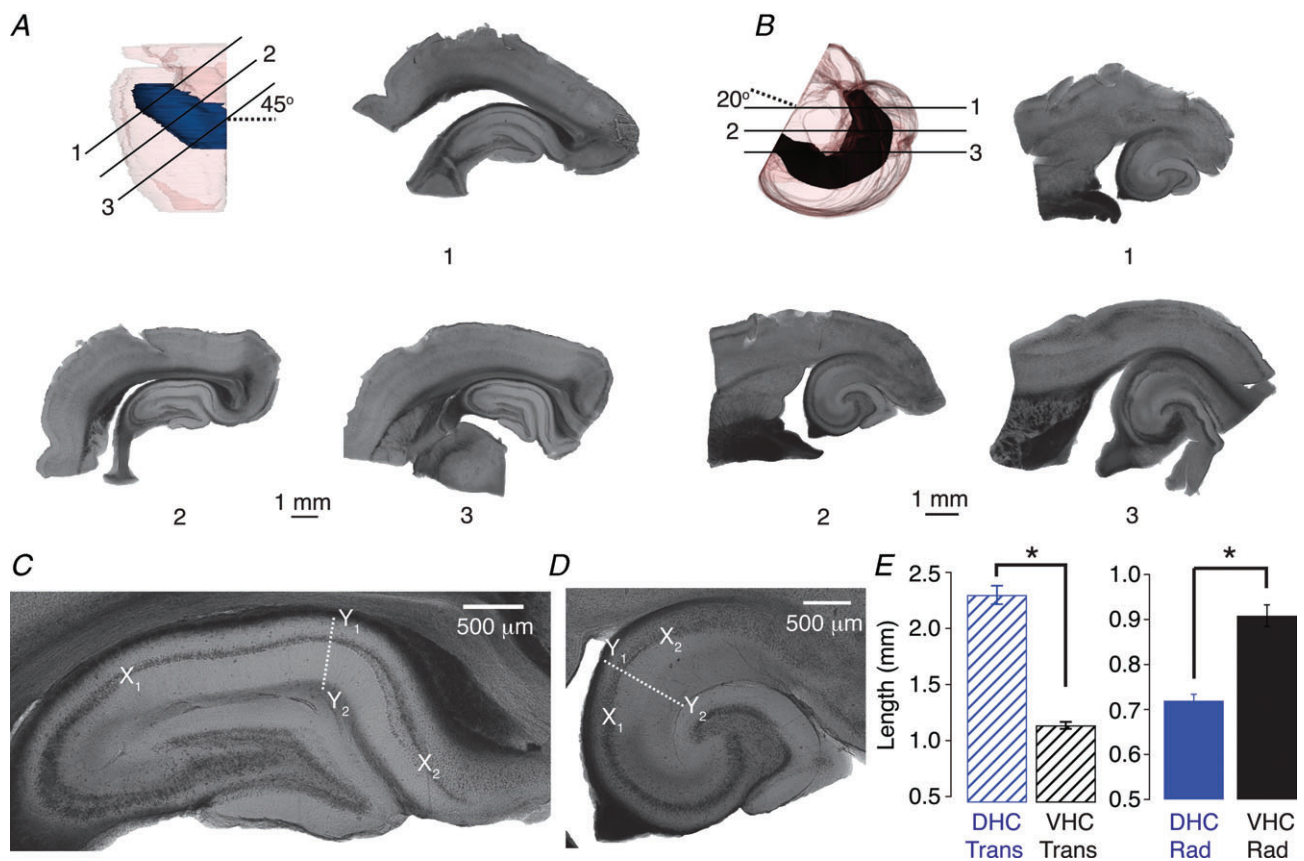 A
2
45°
1
3
1
2
1 mm
3
B
20°
1
2
3
1
2
1 mm
3
C
500 μm
Y1
X1
Y2
X2
D
500 μm
Y1
X2
X1
Y2
E
Length (mm)
2.5
2.0
1.5
1.0
0.5
*
DHC
Trans
VHC
Trans
1.0
0.9
0.8
0.7
0.6
0.5
*
DHC
Rad
VHC
Rad